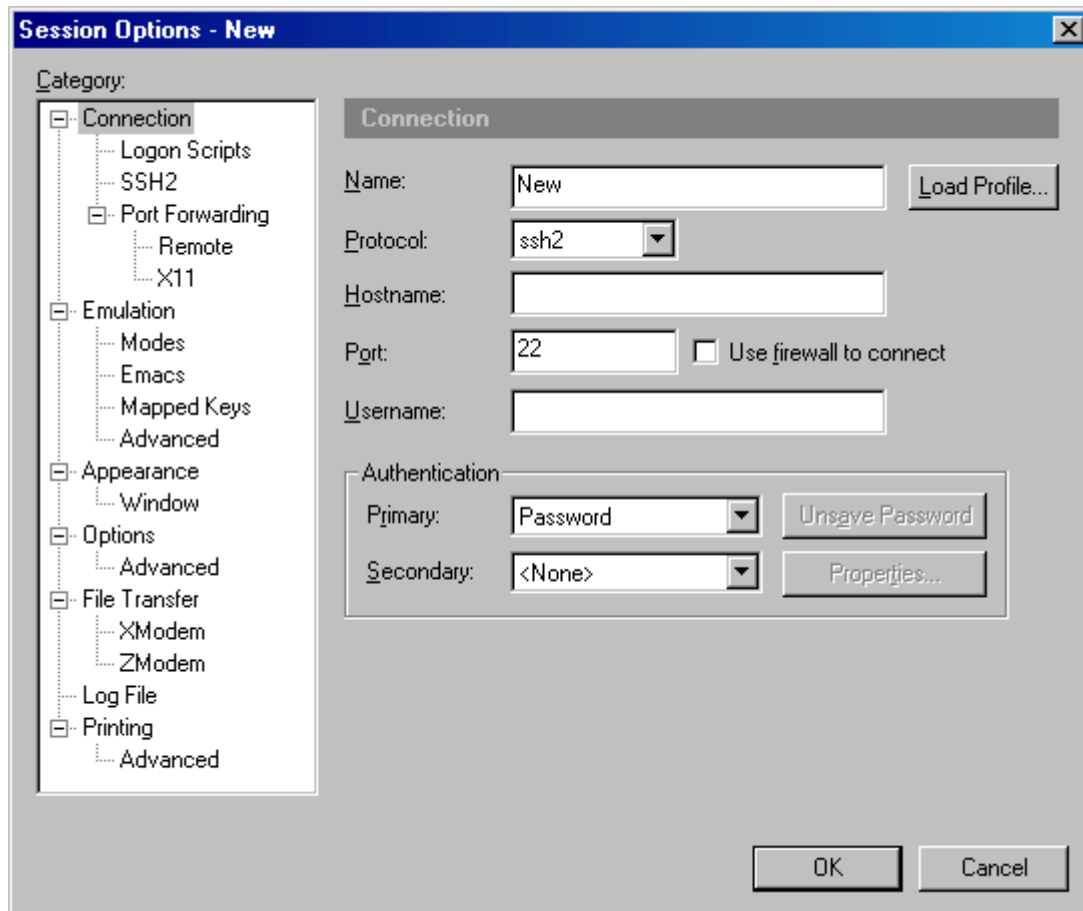 Session Options - New
Category:
Connection
Logon Scripts
SSH2
Port Forwarding
Remote
X11
Emulation
Modes
Emacs
Mapped Keys
Advanced
Appearance
Window
Options
Advanced
File Transfer
XModem
ZModem
Log File
Printing
Advanced
Connection
Name: New Load Profile...
Protocol: ssh2
Hostname:
Port: 22 Use firewall to connect
Username:
Authentication
Primary: Password Unsave Password
Secondary: <None> Properties...
OK Cancel